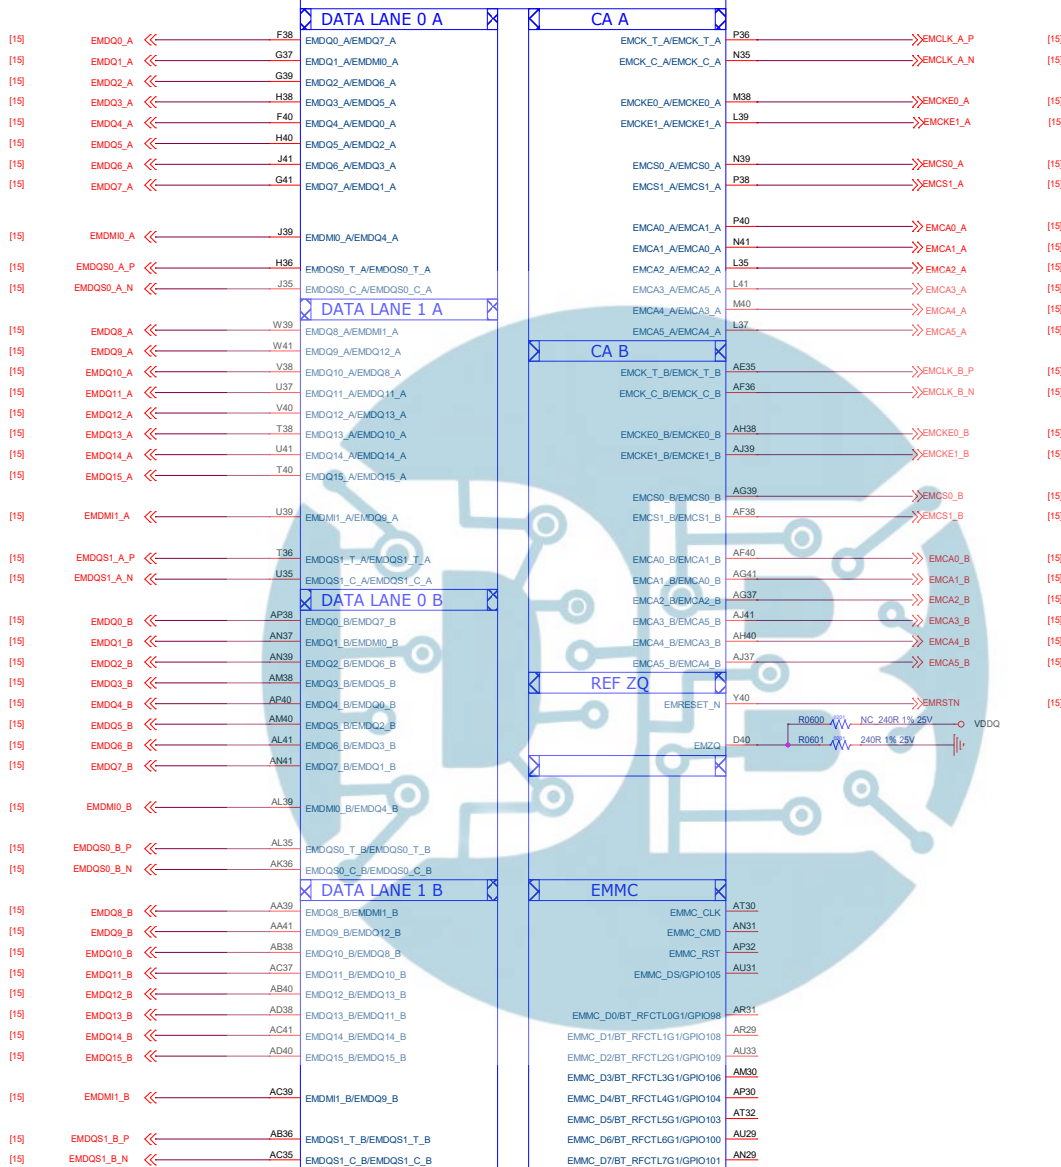 DATA LANE 0 A
CA A
[15] EMDQ0_A F38 EMDQ0_A/EMDQ7_A EMCK_T_A/EMCK_T_A P36 EMCLK_A_P [15]
[15] EMDQ1_A G37 EMDQ1_A/EMDMI0_A EMCK_C_A/EMCK_C_A N35 EMCLK_A_N [15]
[15] EMDQ2_A G39 EMDQ2_A/EMDQ6_A
[15] EMDQ3_A H38 EMDQ3_A/EMDQ5_A EMCKE0_A/EMCKE0_A M38 EMCKE0_A [15]
[15] EMDQ4_A F40 EMDQ4_A/EMDQ0_A EMCKE1_A/EMCKE1_A L39 EMCKE1_A [15]
[15] EMDQ5_A H40 EMDQ5_A/EMDQ2_A
[15] EMDQ6_A J41 EMDQ6_A/EMDQ3_A EMCS0_A/EMCS0_A N39 EMCS0_A [15]
[15] EMDQ7_A G41 EMDQ7_A/EMDQ1_A EMCS1_A/EMCS1_A P38 EMCS1_A [15]
EMCA0_A/EMCA1_A P40 EMCA0_A [15]
[15] EMDMI0_A J39 EMDMI0_A/EMDQ4_A EMCA1_A/EMCA0_A N41 EMCA1_A [15]
[15] EMDQS0_A_P H36 EMDQS0_T_A/EMDQS0_T_A EMCA2_A/EMCA2_A L35 EMCA2_A [15]
[15] EMDQS0_A_N J35 EMDQS0_C_A/EMDQS0_C_A EMCA3_A/EMCA5_A L41 EMCA3_A [15]
DATA LANE 1 A EMCA4_A/EMCA3_A M40 EMCA4_A [15]
[15] EMDQ8_A W39 EMDQ8_A/EMDMI1_A EMCA5_A/EMCA4_A L37 EMCA5_A [15]
[15] EMDQ9_A W41 EMDQ9_A/EMDQ12_A CA B
[15] EMDQ10_A V38 EMDQ10_A/EMDQ8_A EMCK_T_B/EMCK_T_B AE35 EMCLK_B_P [15]
[15] EMDQ11_A U37 EMDQ11_A/EMDQ11_A EMCK_C_B/EMCK_C_B AF36 EMCLK_B_N [15]
[15] EMDQ12_A V40 EMDQ12_A/EMDQ13_A
[15] EMDQ13_A T38 EMDQ13_A/EMDQ10_A EMCKE0_B/EMCKE0_B AH38 EMCKE0_B [15]
[15] EMDQ14_A U41 EMDQ14_A/EMDQ14_A EMCKE1_B/EMCKE1_B AJ39 EMCKE1_B [15]
[15] EMDQ15_A T40 EMDQ15_A/EMDQ15_A
EMCS0_B/EMCS0_B AG39 EMCS0_B [15]
[15] EMDMI1_A U39 EMDMI1_A/EMDQ9_A EMCS1_B/EMCS1_B AF38 EMCS1_B [15]
[15] EMDQS1_A_P T36 EMDQS1_T_A/EMDQS1_T_A EMCA0_B/EMCA1_B AF40 EMCA0_B [15]
[15] EMDQS1_A_N U35 EMDQS1_C_A/EMDQS1_C_A EMCA1_B/EMCA0_B AG41 EMCA1_B [15]
DATA LANE 0 B EMCA2_B/EMCA2_B AG37 EMCA2_B [15]
[15] EMDQ0_B AP38 EMDQ0_B/EMDQ7_B EMCA3_B/EMCA5_B AJ41 EMCA3_B [15]
[15] EMDQ1_B AN37 EMDQ1_B/EMDMI0_B EMCA4_B/EMCA3_B AH40 EMCA4_B [15]
[15] EMDQ2_B AN39 EMDQ2_B/EMDQ6_B EMCA5_B/EMCA4_B AJ37 EMCA5_B [15]
[15] EMDQ3_B AM38 EMDQ3_B/EMDQ5_B REF ZQ
[15] EMDQ4_B AP40 EMDQ4_B/EMDQ0_B EMRESET_N Y40 EMRSTN [15]
[15] EMDQ5_B AM40 EMDQ5_B/EMDQ2_B R0600 NC_240R 1% 25V VDDQ
[15] EMDQ6_B AL41 EMDQ6_B/EMDQ3_B EMZQ D40 R0601 240R 1% 25V
[15] EMDQ7_B AN41 EMDQ7_B/EMDQ1_B
[15] EMDMI0_B AL39 EMDMI0_B/EMDQ4_B
[15] EMDQS0_B_P AL35 EMDQS0_T_B/EMDQS0_T_B
[15] EMDQS0_B_N AK36 EMDQS0_C_B/EMDQS0_C_B
DATA LANE 1 B EMMC
[15] EMDQ8_B AA39 EMDQ8_B/EMDMI1_B EMMC_CLK AT30
[15] EMDQ9_B AA41 EMDQ9_B/EMDQ12_B EMMC_CMD AN31
[15] EMDQ10_B AB38 EMDQ10_B/EMDQ8_B EMMC_RST AP32
[15] EMDQ11_B AC37 EMDQ11_B/EMDQ10_B EMMC_DS/GPIO105 AU31
[15] EMDQ12_B AB40 EMDQ12_B/EMDQ13_B
[15] EMDQ13_B AD38 EMDQ13_B/EMDQ11_B EMMC_D0/BT_RFCTL0G1/GPIO98 AR31
[15] EMDQ14_B AC41 EMDQ14_B/EMDQ14_B EMMC_D1/BT_RFCTL1G1/GPIO108 AR29
[15] EMDQ15_B AD40 EMDQ15_B/EMDQ15_B EMMC_D2/BT_RFCTL2G1/GPIO109 AU33
EMMC_D3/BT_RFCTL3G1/GPIO106 AM30
[15] EMDMI1_B AC39 EMDMI1_B/EMDQ9_B EMMC_D4/BT_RFCTL4G1/GPIO104 AP30
EMMC_D5/BT_RFCTL5G1/GPIO103 AT32
[15] EMDQS1_B_P AB36 EMDQS1_T_B/EMDQS1_T_B EMMC_D6/BT_RFCTL6G1/GPIO100 AU29
[15] EMDQS1_B_N AC35 EMDQS1_C_B/EMDQS1_C_B EMMC_D7/BT_RFCTL7G1/GPIO101 AN29